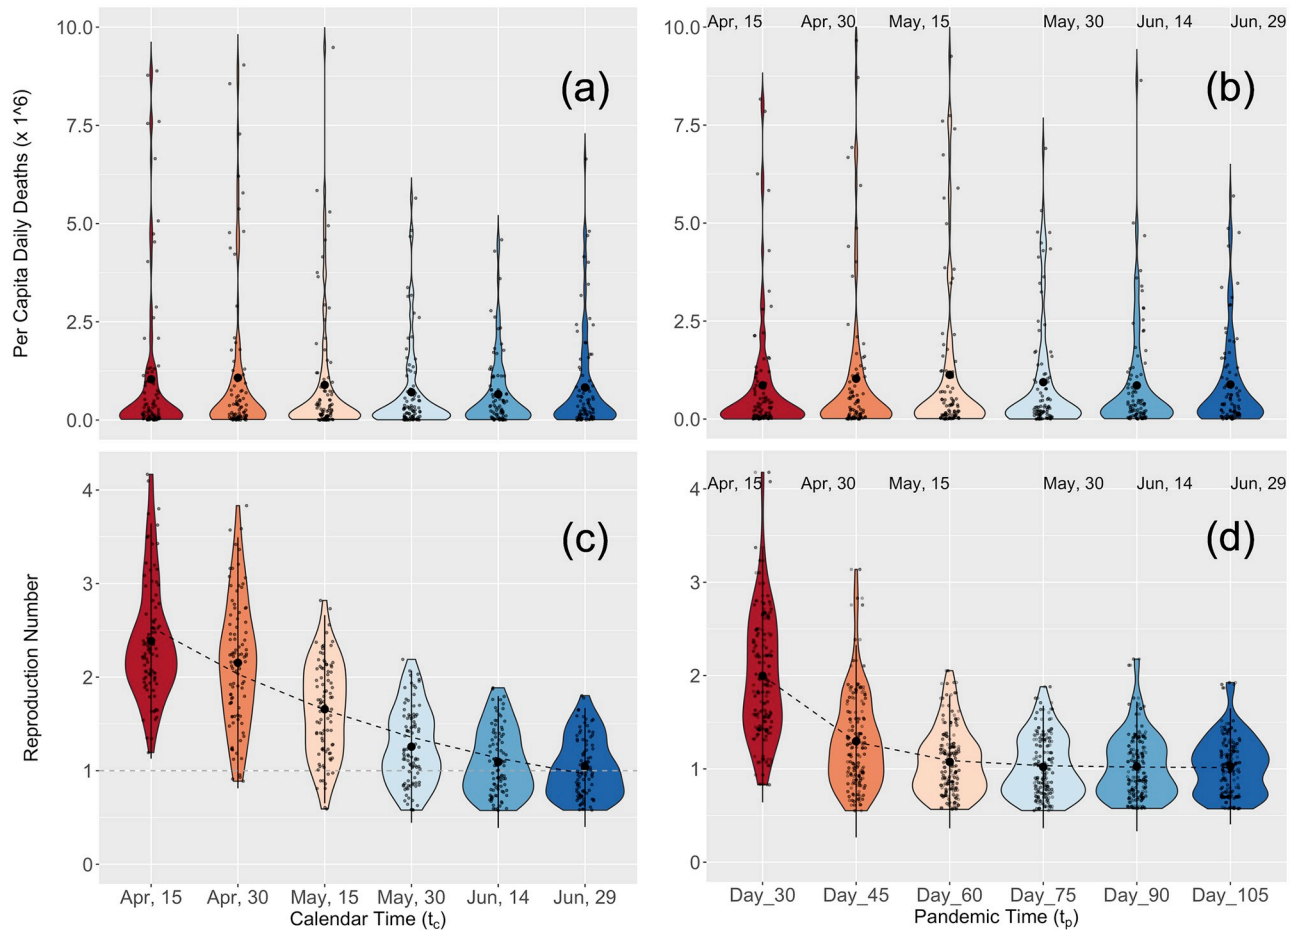 Per Capita Daily Deaths (x 1^6)
10.0
7.5
5.0
2.5
0.0
(a)
Apr, 15 Apr, 30 May, 15 May, 30 Jun, 14 Jun, 29
10.0
7.5
5.0
2.5
0.0
(b)
Reproduction Number
4
3
2
1
0
(c)
Apr, 15 Apr, 30 May, 15 May, 30 Jun, 14 Jun, 29
Calendar Time (tc)
Apr, 15 Apr, 30 May, 15 May, 30 Jun, 14 Jun, 29
4
3
2
1
0
(d)
Day_30 Day_45 Day_60 Day_75 Day_90 Day_105
Pandemic Time (tp)